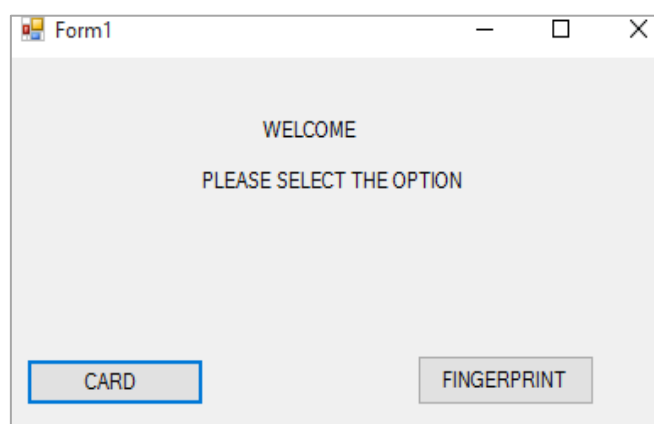 Form1
WELCOME
PLEASE SELECT THE OPTION
CARD
FINGERPRINT